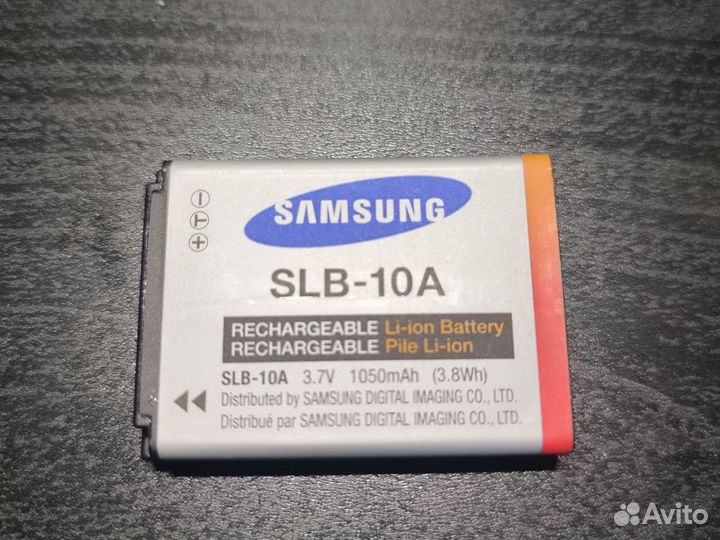 SAMSUNG
SLB-10A
RECHARGEABLE Li-ion Battery
RECHARGEABLE Pile Li-ion
SLB-10A 3.7V 1050mAh (3.8Wh)
Distributed by SAMSUNG DIGITAL IMAGING CO., LTD.
Distribué par SAMSUNG DIGITAL IMAGING CO., LTD.
+ T -
Avito